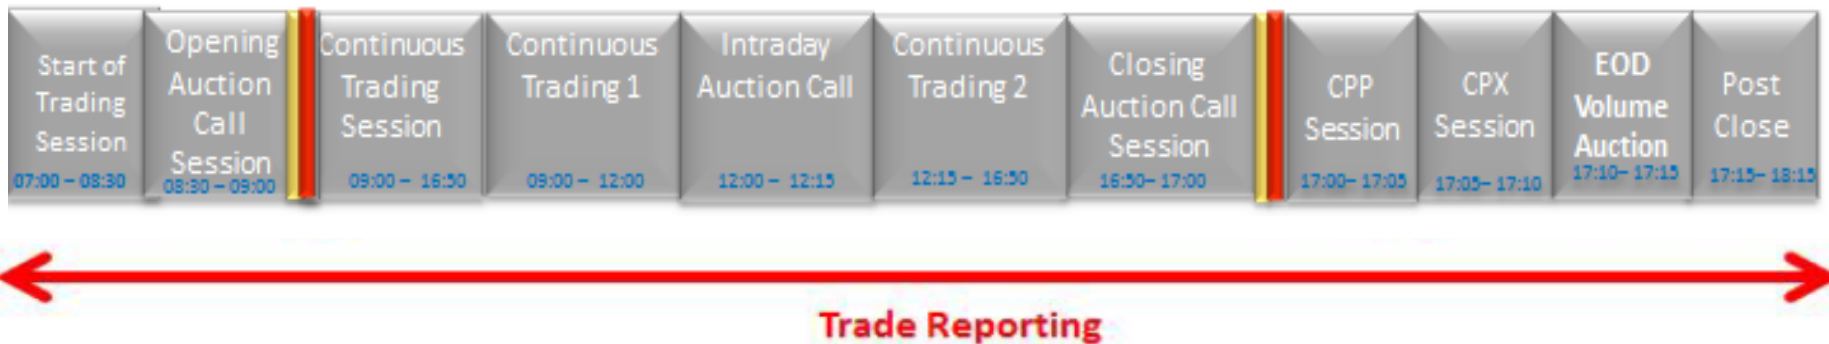 Start of
Trading
Session
07:00 – 08:30
Opening
Auction
Call
Session
08:30 – 09:00
Continuous
Trading
Session
09:00 – 16:50
Continuous
Trading 1
09:00 – 12:00
Intraday
Auction Call
12:00 – 12:15
Continuous
Trading 2
12:15 – 16:50
Closing
Auction Call
Session
16:50– 17:00
CPP
Session
17:00– 17:05
CPX
Session
17:05– 17:10
EOD
Volume
Auction
17:10– 17:15
Post
Close
17:15– 18:15
Trade Reporting